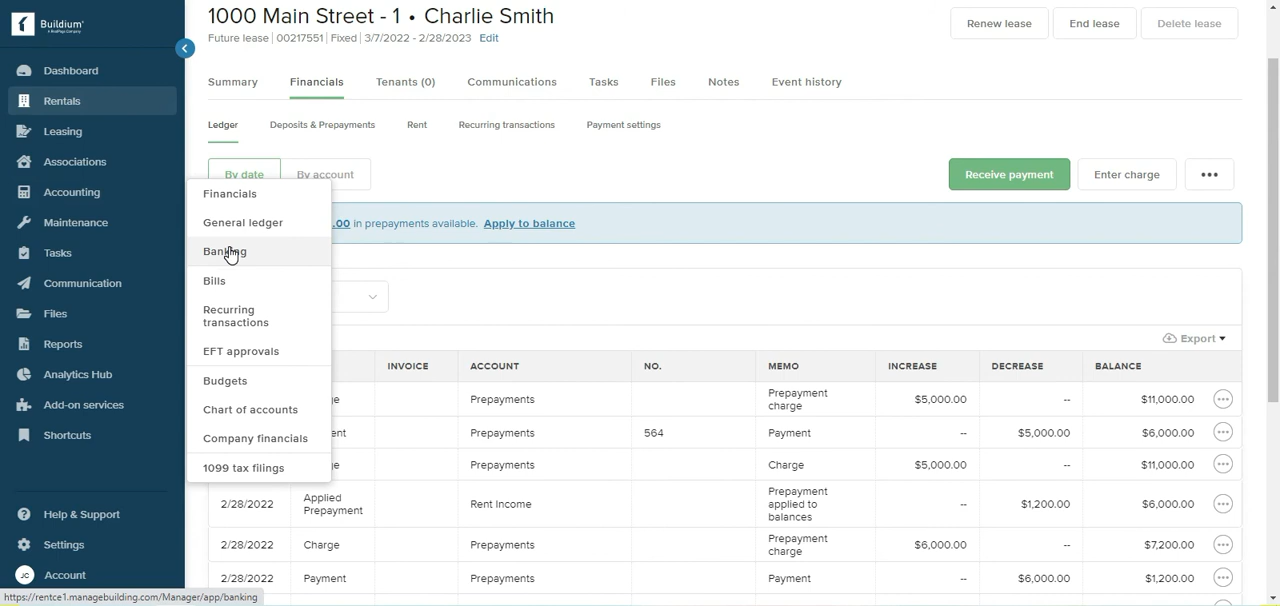 Buildium®
A RealPage Company
Dashboard
Rentals
Leasing
Associations
Accounting
Maintenance
Tasks
Communication
Files
Reports
Analytics Hub
Add-on services
Shortcuts
Help & Support
Settings
JC Account
https://rentce1.managebuilding.com/Manager/app/banking
1000 Main Street - 1 • Charlie Smith
Future lease | 00217551 | Fixed | 3/7/2022 - 2/28/2023 Edit
Renew lease End lease Delete lease
Summary Financials Tenants (0) Communications Tasks Files Notes Event history
Ledger Deposits & Prepayments Rent Recurring transactions Payment settings
By date By account
Receive payment Enter charge •••
Financials
General ledger
Banking
Bills
Recurring
transactions
EFT approvals
Budgets
Chart of accounts
Company financials
1099 tax filings
.00 in prepayments available. Apply to balance
Export
INVOICE ACCOUNT NO. MEMO INCREASE DECREASE BALANCE
ge Prepayments Prepayment
charge $5,000.00 -- $11,000.00
ent Prepayments 564 Payment -- $5,000.00 $6,000.00
ge Prepayments Charge $5,000.00 -- $11,000.00
2/28/2022 Applied
Prepayment Rent Income Prepayment
applied to
balances -- $1,200.00 $6,000.00
2/28/2022 Charge Prepayments Prepayment
charge $6,000.00 -- $7,200.00
2/28/2022 Payment Prepayments Payment -- $6,000.00 $1,200.00